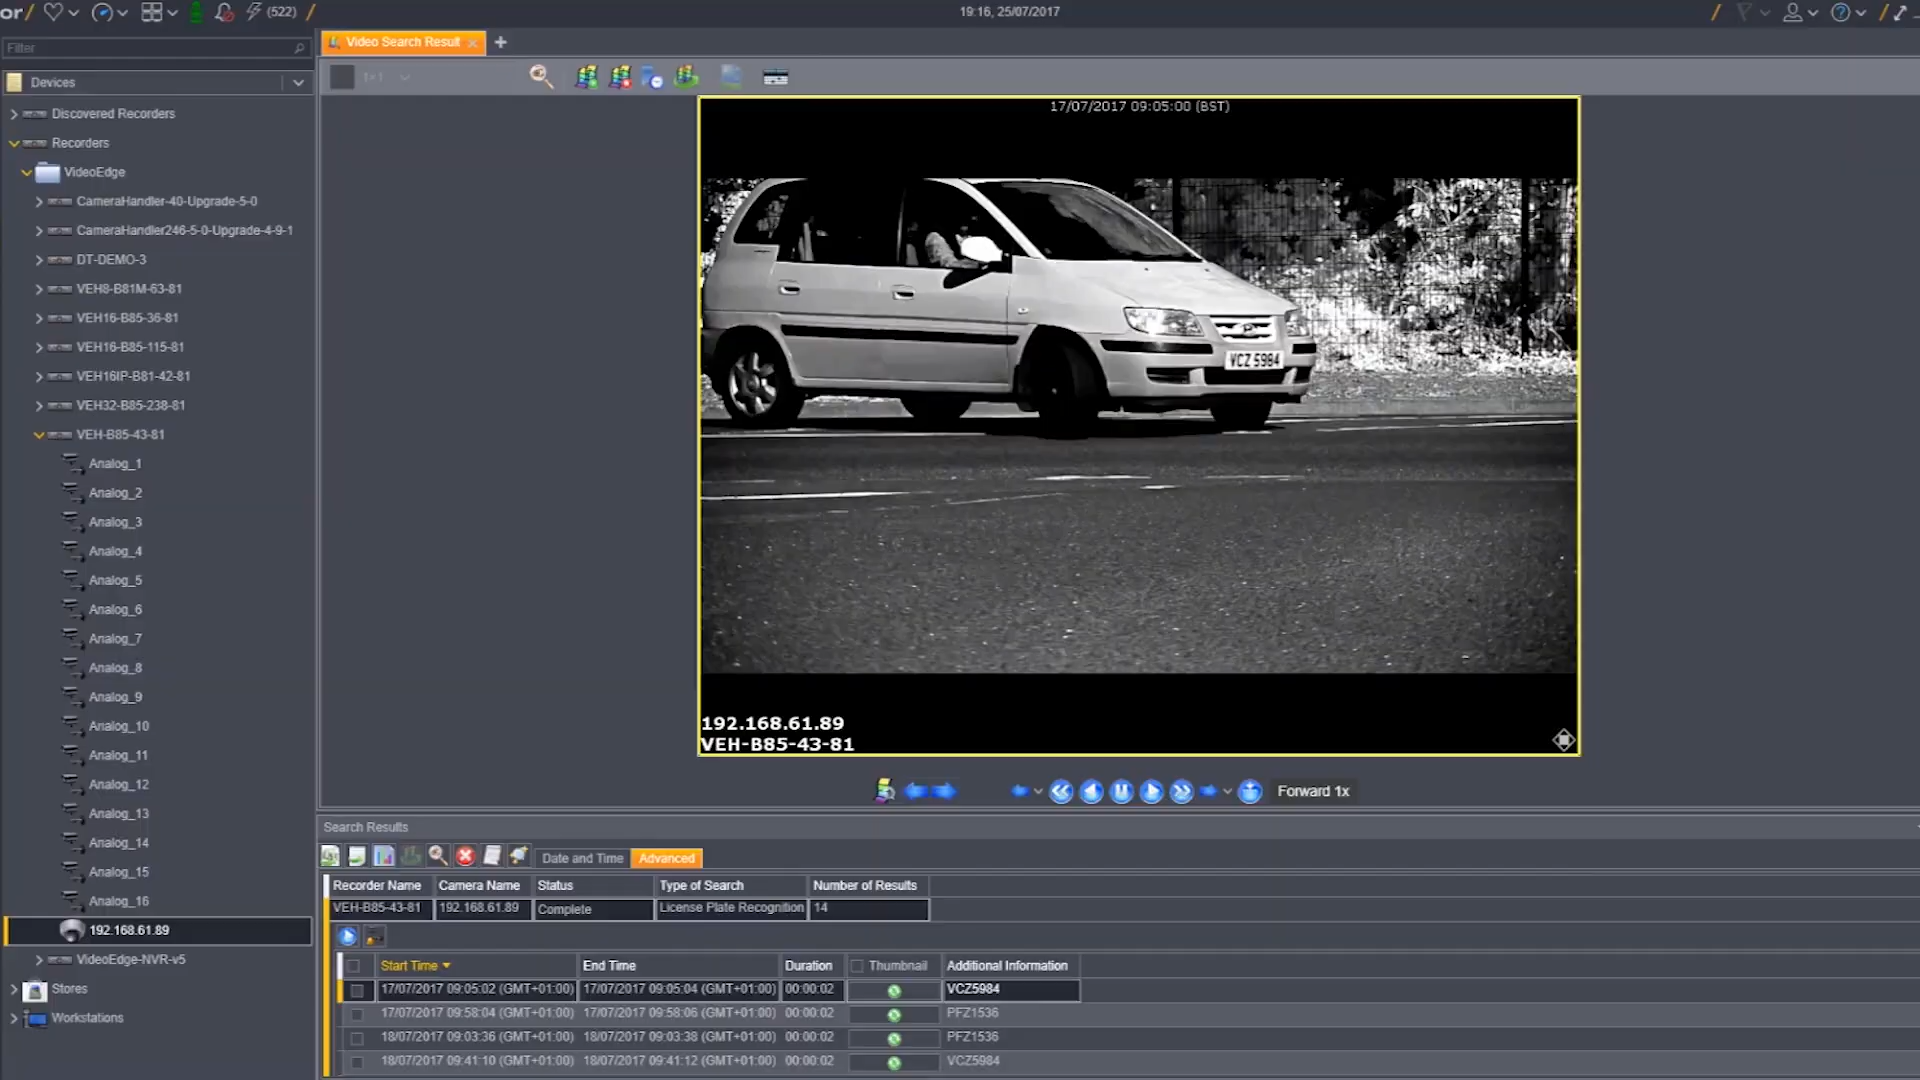 or/ (522) / 19:16, 25/07/2017
Filter
Video Search Result
Devices
1×1
Discovered Recorders
Recorders
VideoEdge
CameraHandler-40-Upgrade-5-0
CameraHandler246-5-0-Upgrade-4-9-1
DT-DEMO-3
VEH8-B81M-63-81
VEH16-B85-36-81
VEH16-B85-115-81
VEH16IP-B81-42-81
VEH32-B85-238-81
VEH-B85-43-81
Analog_1
Analog_2
Analog_3
Analog_4
Analog_5
Analog_6
Analog_7
Analog_8
Analog_9
Analog_10
Analog_11
Analog_12
Analog_13
Analog_14
Analog_15
Analog_16
192.168.61.89
VideoEdge-NVR-v5
Stores
Workstations
17/07/2017 09:05:00 (BST)
VCZ 5984
192.168.61.89
VEH-B85-43-81
Forward 1x
Search Results
Date and Time Advanced
Recorder Name Camera Name Status Type of Search Number of Results
VEH-B85-43-81 192.168.61.89 Complete License Plate Recognition 14
Start Time End Time Duration Thumbnail Additional Information
17/07/2017 09:05:02 (GMT+01:00) 17/07/2017 09:05:04 (GMT+01:00) 00:00:02 VCZ5984
17/07/2017 09:58:04 (GMT+01:00) 17/07/2017 09:58:06 (GMT+01:00) 00:00:02 PFZ1536
18/07/2017 09:03:36 (GMT+01:00) 18/07/2017 09:03:38 (GMT+01:00) 00:00:02 PFZ1536
18/07/2017 09:41:10 (GMT+01:00) 18/07/2017 09:41:12 (GMT+01:00) 00:00:02 VCZ5984